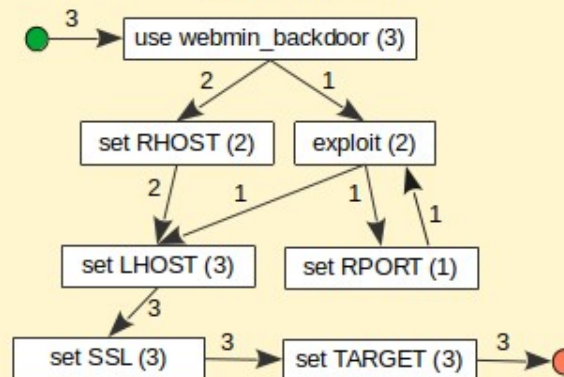 3
use webmin_backdoor (3)
2 1
set RHOST (2) exploit (2)
2 1 1 1
set LHOST (3) set RPORT (1)
3
set SSL (3) 3 set TARGET (3) 3